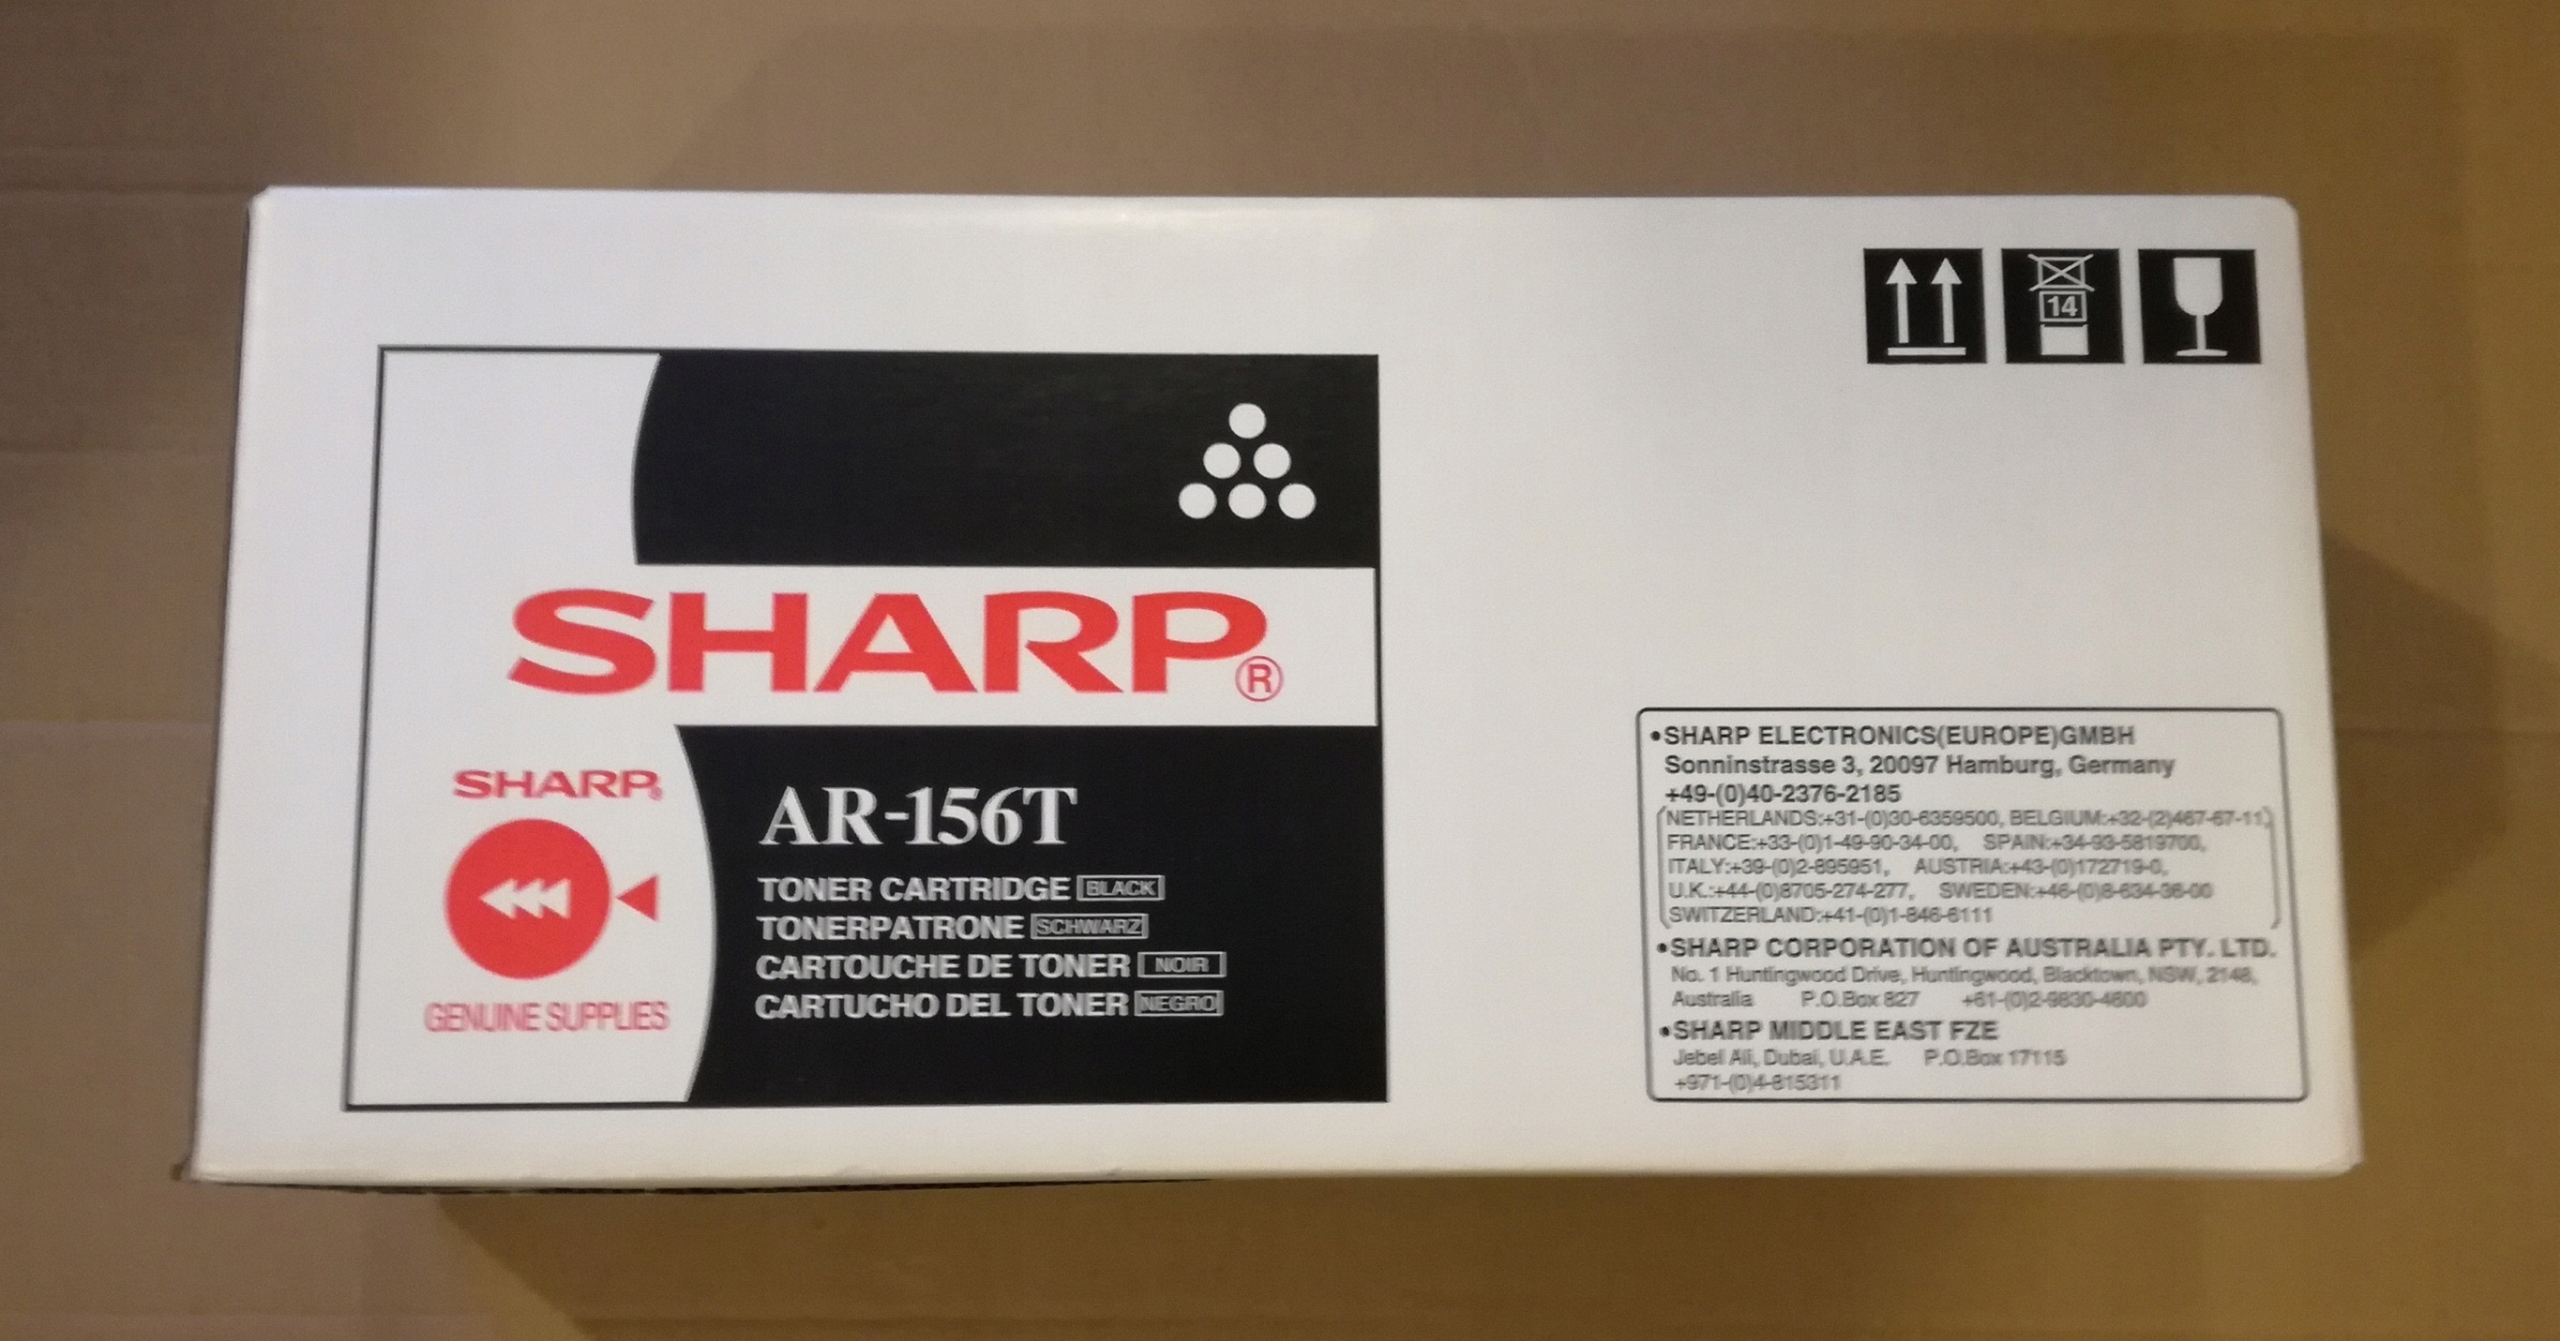 14
SHARP®
SHARP®
GENUINE SUPPLIES
AR-156T
TONER CARTRIDGE BLACK
TONERPATRONE SCHWARZ
CARTOUCHE DE TONER NOIR
CARTUCHO DEL TONER NEGRO
•SHARP ELECTRONICS(EUROPE)GMBH
Sonninstrasse 3, 20097 Hamburg, Germany
+49-(0)40-2376-2185
(NETHERLANDS:+31-(0)30-6359500, BELGIUM:+32-(2)467-67-11,
FRANCE:+33-(0)1-49-90-34-00, SPAIN:+34-93-5819700,
ITALY:+39-(0)2-895951, AUSTRIA:+43-(0)172719-0,
U.K.:+44-(0)8705-274-277, SWEDEN:+46-(0)8-634-36-00
SWITZERLAND:+41-(0)1-846-6111)
•SHARP CORPORATION OF AUSTRALIA PTY. LTD.
No. 1 Huntingwood Drive, Huntingwood, Blacktown, NSW, 2148,
Australia P.O.Box 827 +61-(0)2-9830-4600
•SHARP MIDDLE EAST FZE
Jebel Ali, Dubai, U.A.E. P.O.Box 17115
+971-(0)4-815311